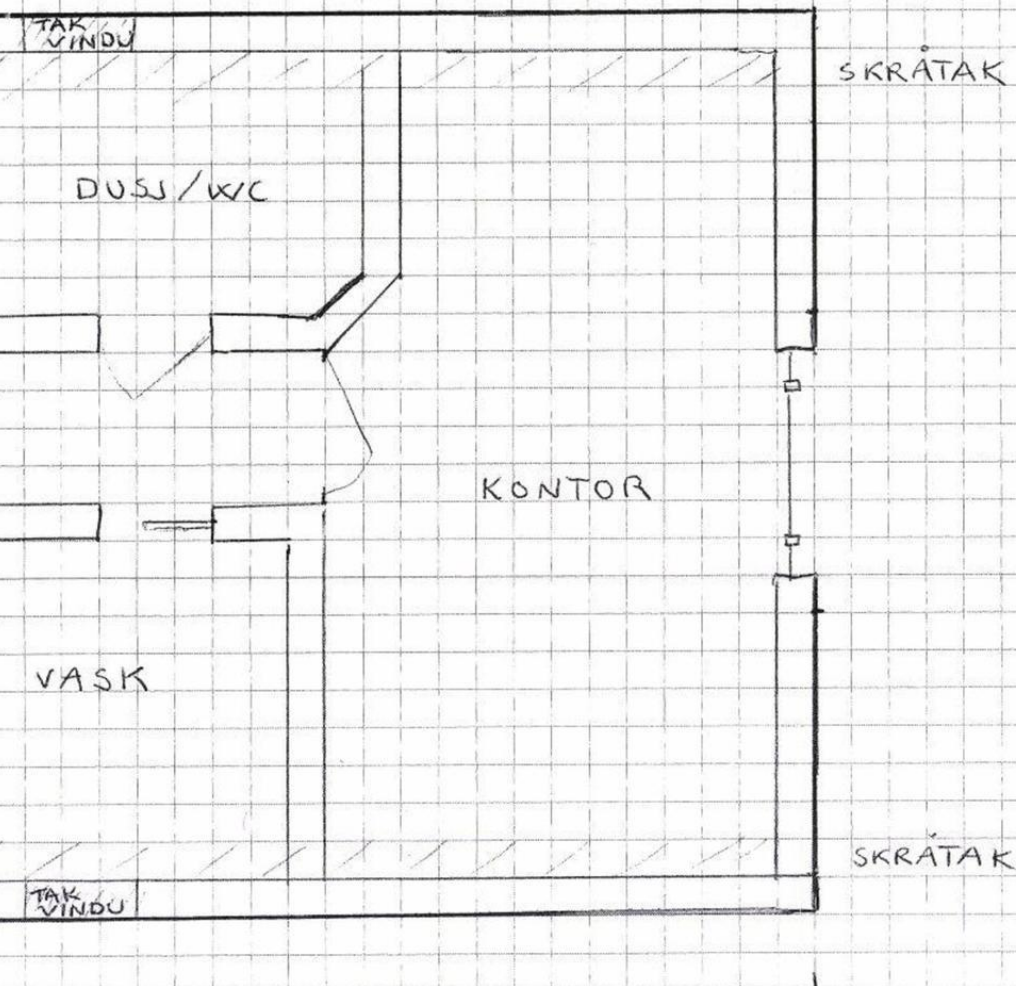 TAK
VINDU
SKRÅTAK
DUSJ/WC
KONTOR
VASK
SKRÅTAK
TAK
VINDU